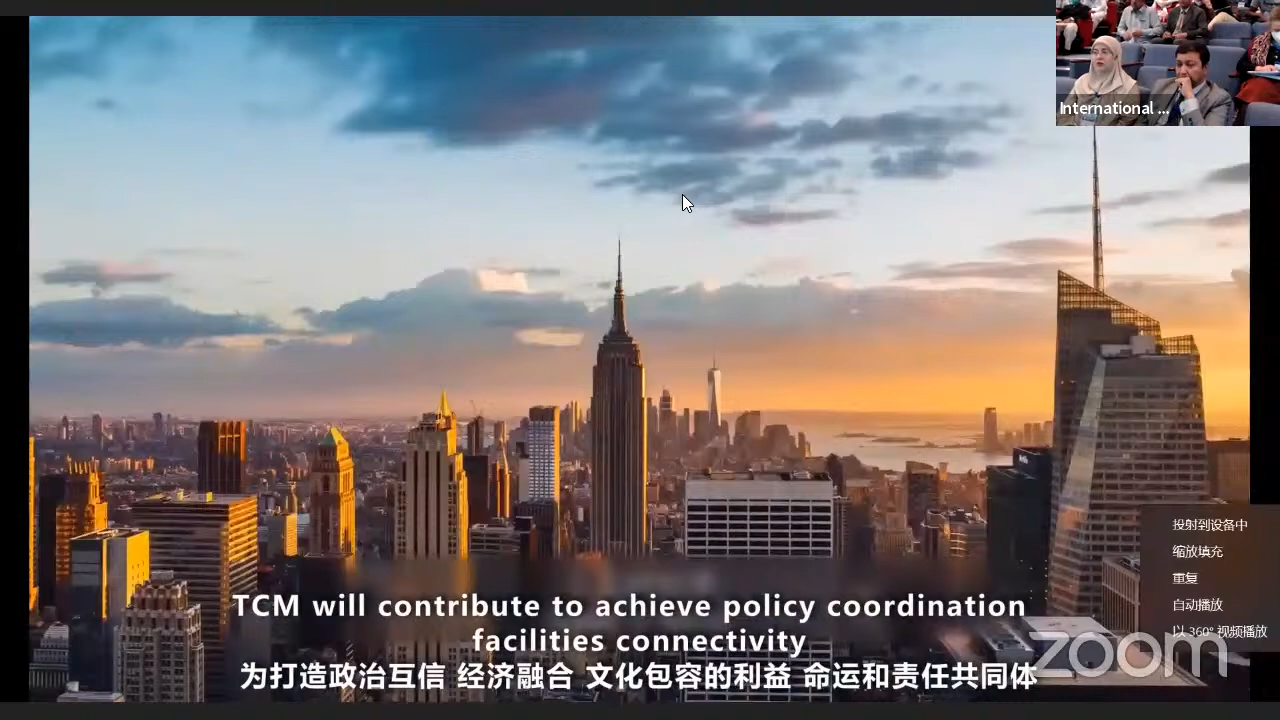 International ...
投射到设备中
缩放填充
重复
自动播放
以 360° 视频播放
TCM will contribute to achieve policy coordination
facilities connectivity
为打造政治互信 经济融合 文化包容的利益 命运和责任共同体
zoom